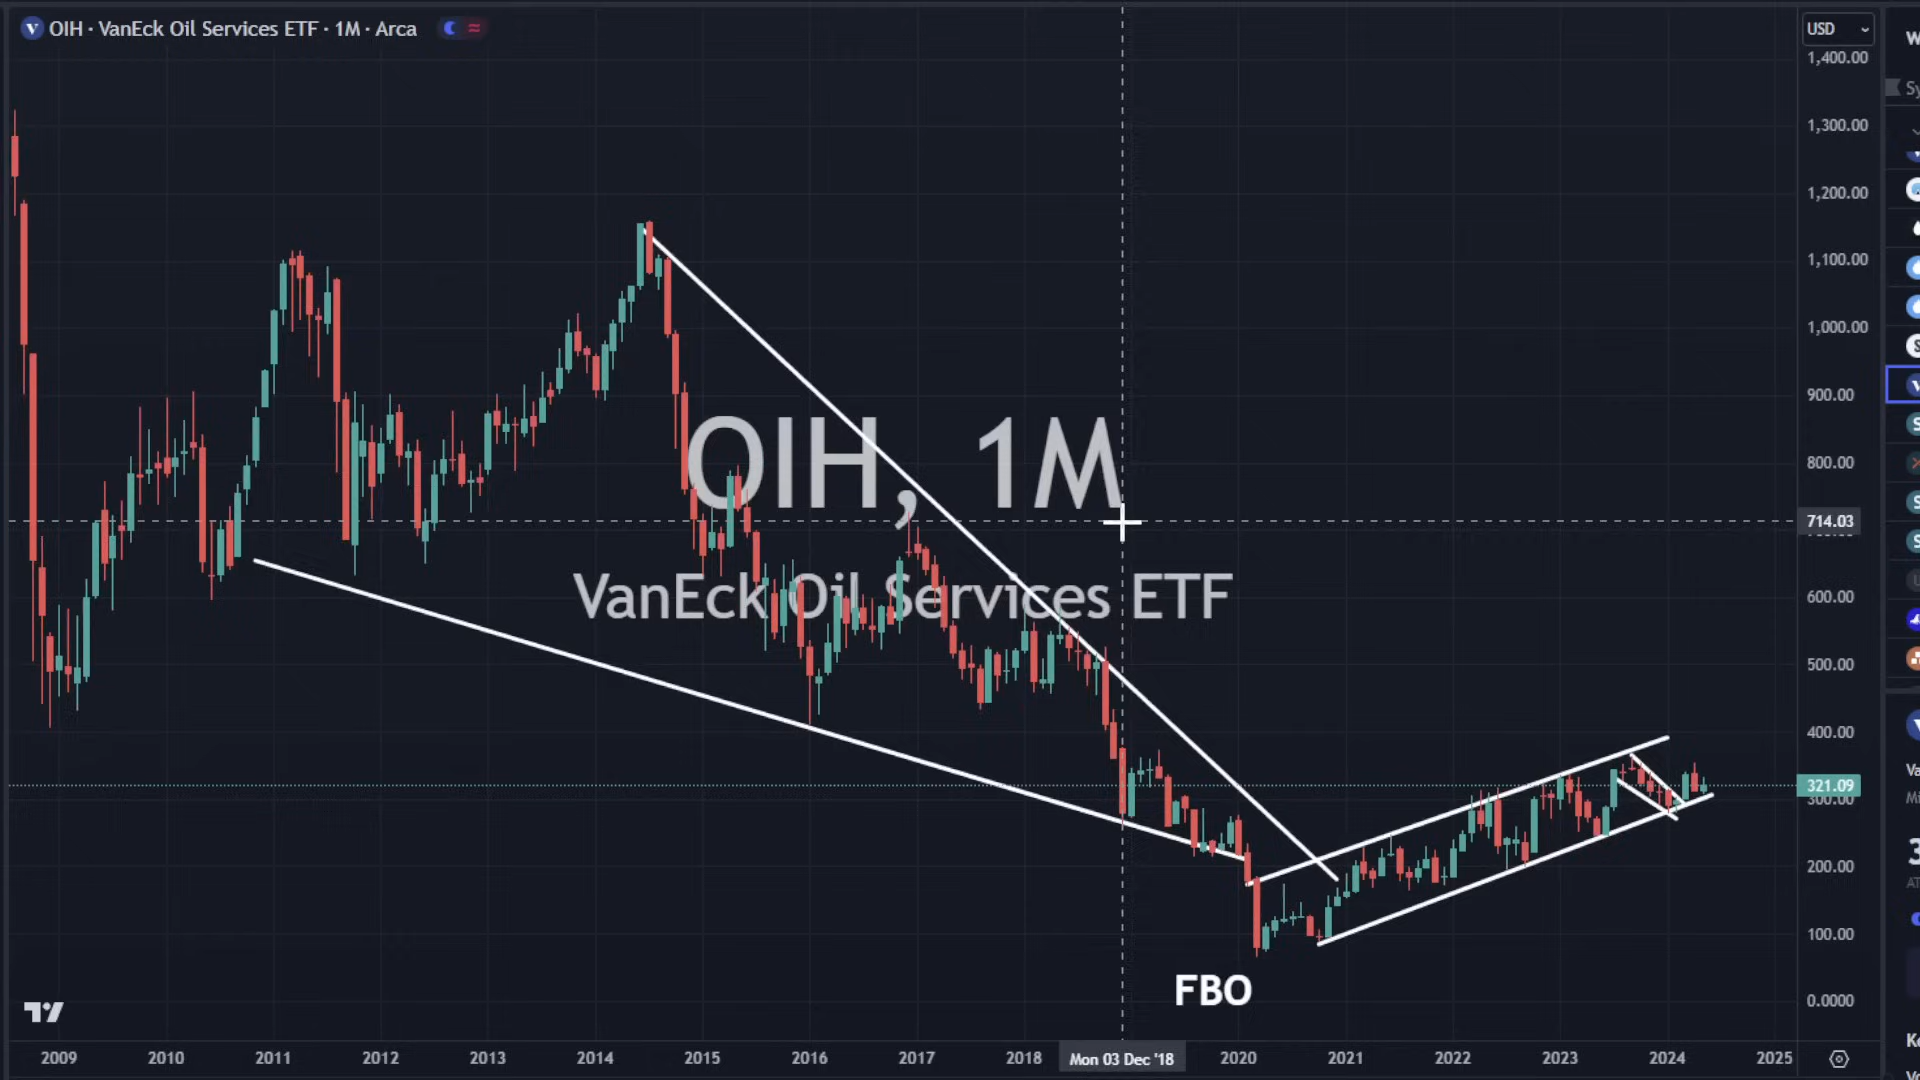 OIH · VanEck Oil Services ETF · 1M · Arca
USD
1,400.00
1,300.00
1,200.00
1,100.00
1,000.00
900.00
800.00
714.03
600.00
500.00
400.00
321.09
300.00
200.00
100.00
0.0000
OIH, 1M
VanEck Oil Services ETF
FBO
2009 2010 2011 2012 2013 2014 2015 2016 2017 2018 Mon 03 Dec '18 2020 2021 2022 2023 2024 2025